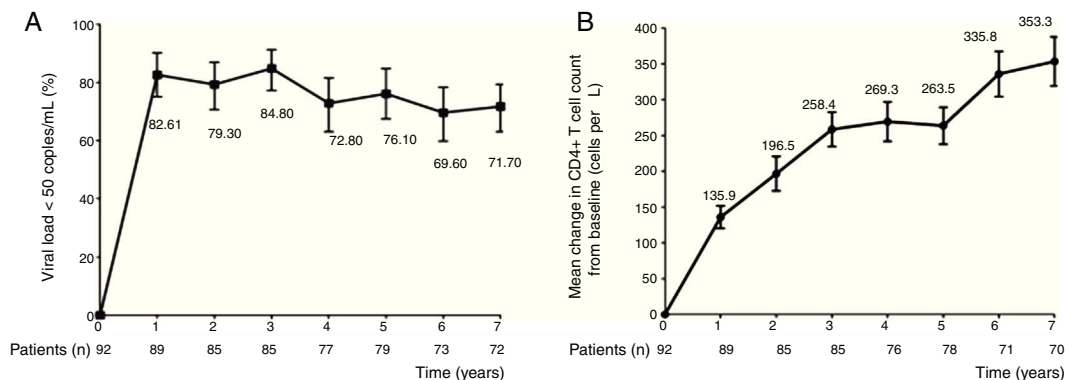 A
Viral load < 50 coples/mL (%)
100
80
60
40
20
0
82.61
79.30
84.80
72.80
76.10
69.60
71.70
0 1 2 3 4 5 6 7
Patients (n) 92 89 85 85 77 79 73 72
Time (years)
B
Mean change in CD4+ T cell count
from baseline (cells per L)
400
350
300
250
200
150
100
50
0
135.9
196.5
258.4
269.3
263.5
335.8
353.3
0 1 2 3 4 5 6 7
Patients (n) 92 89 85 85 76 78 71 70
Time (years)